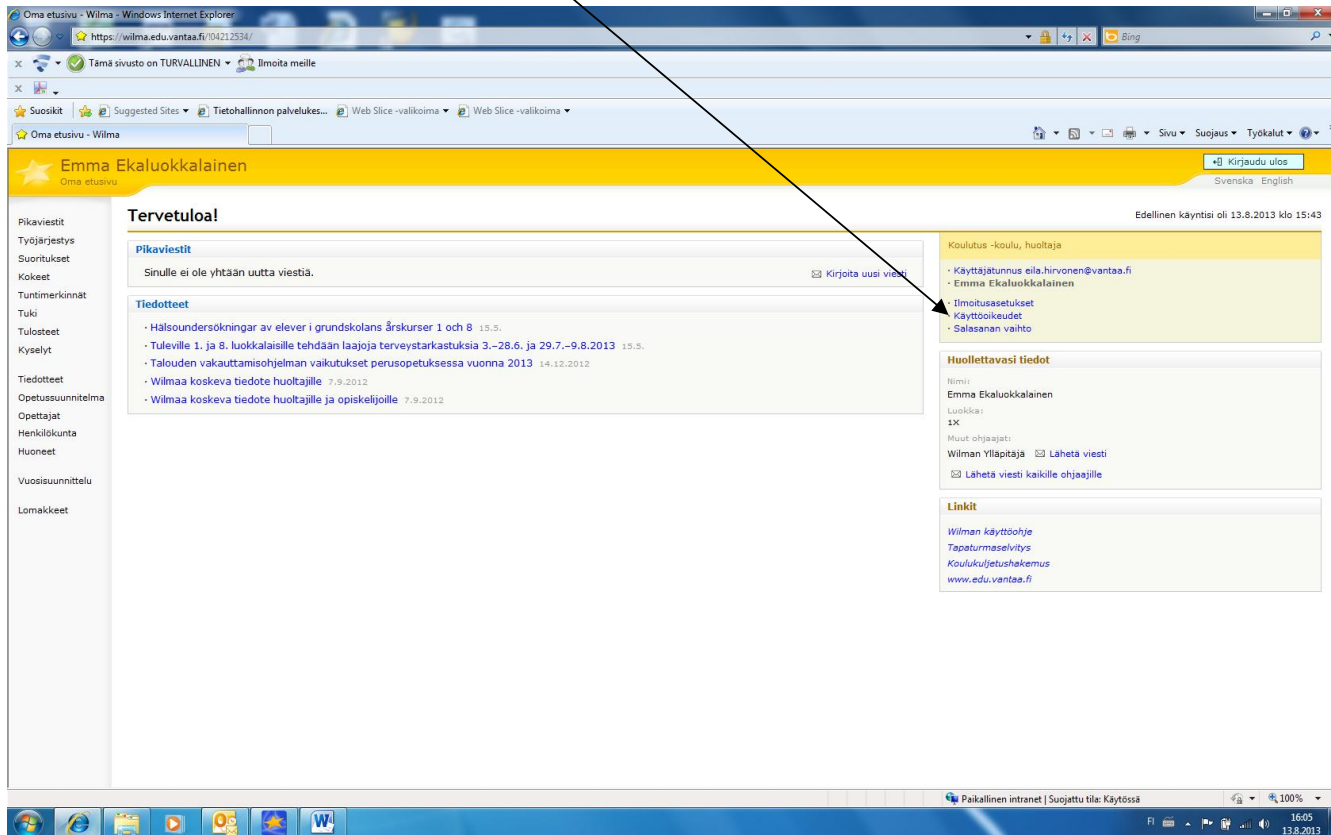 Oma etusivu - Wilma - Windows Internet Explorer
https://wilma.edu.vantaa.fi/!04212534/
Bing
Tämä sivusto on TURVALLINEN
Ilmoita meille
Suosikit
Suggested Sites
Tietohallinnon palvelukes...
Web Slice -valikoima
Web Slice -valikoima
Oma etusivu - Wilma
Sivu
Suojaus
Työkalut
Emma Ekaluokkalainen
Oma etusivu
Kirjaudu ulos
Svenska English
Pikaviestit
Työjärjestys
Suoritukset
Kokeet
Tuntimerkinnät
Tuki
Tulosteet
Kyselyt
Tiedotteet
Opetussuunnitelma
Opettajat
Henkilökunta
Huoneet
Vuosisuunnittelu
Lomakkeet
Tervetuloa!
Edellinen käyntisi oli 13.8.2013 klo 15:43
Pikaviestit
Sinulle ei ole yhtään uutta viestiä.
Kirjoita uusi viesti
Tiedotteet
· Hälsoundersökningar av elever i grundskolans årskurser 1 och 8 15.5.
· Tuleville 1. ja 8. luokkalaisille tehdään laajoja terveystarkastuksia 3.–28.6. ja 29.7.–9.8.2013 15.5.
· Talouden vakauttamisohjelman vaikutukset perusopetuksessa vuonna 2013 14.12.2012
· Wilmaa koskeva tiedote huoltajille 7.9.2012
· Wilmaa koskeva tiedote huoltajille ja opiskelijoille 7.9.2012
Koulutus -koulu, huoltaja
· Käyttäjätunnus eila.hirvonen@vantaa.fi
· Emma Ekaluokkalainen
· Ilmoitusasetukset
· Käyttöoikeudet
· Salasanan vaihto
Huollettavasi tiedot
Nimi:
Emma Ekaluokkalainen
Luokka:
1X
Muut ohjaajat:
Wilman Ylläpitäjä Lähetä viesti
Lähetä viesti kaikille ohjaajille
Linkit
Wilman käyttöohje
Tapaturmaselvitys
Koulukuljetushakemus
www.edu.vantaa.fi
Paikallinen intranet | Suojattu tila: Käytössä
100%
FI
16:05
13.8.2013